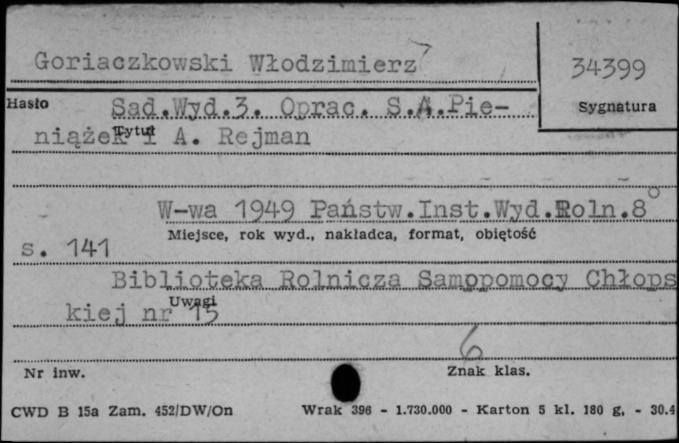 Goriaczkowski Włodzimierz
34399
Hasło
Sygnatura
Sad.Wyd.3. Oprac. S.A.Pie-
Tytuł
niążek i A. Rejman
W-wa 1949 Państw.Inst.Wyd.Roln.8°
Miejsce, rok wyd., nakładca, format, obiętość
s. 141
Biblioteka Rolnicza Samppomocy Chłops
Uwagi
kiej nr 15
6
Nr inw.
Znak klas.
CWD B 15a Zam. 452/DW/On Wrak 396 - 1.730.000 - Karton 5 kl. 180 g, - 30.4